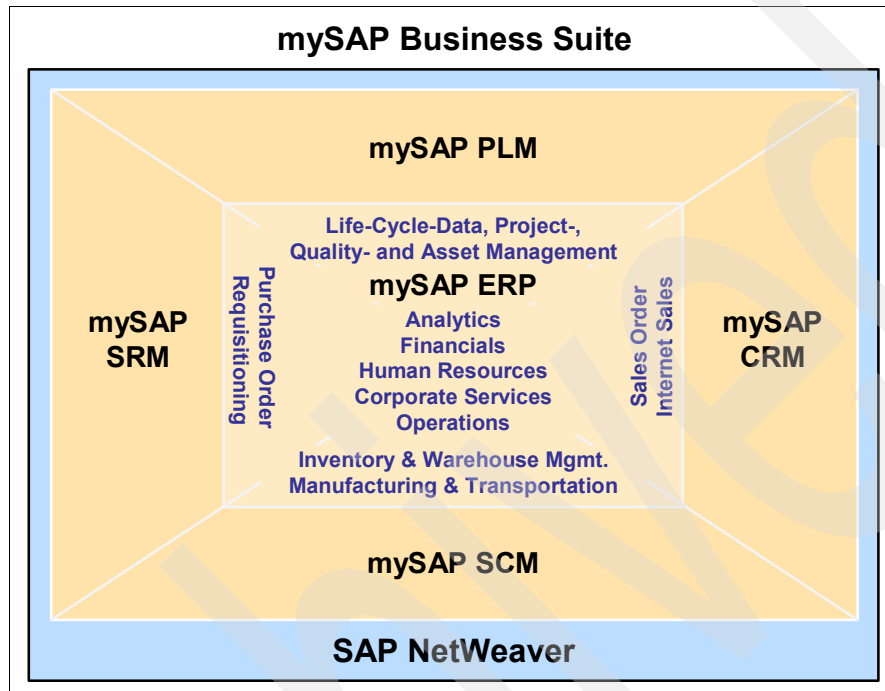 mySAP Business Suite
mySAP PLM
Life-Cycle-Data, Project-,
Quality- and Asset Management
mySAP
SRM
Purchase Order
Requisitioning
mySAP ERP
Analytics
Financials
Human Resources
Corporate Services
Operations
Sales Order
Internet Sales
mySAP
CRM
Inventory & Warehouse Mgmt.
Manufacturing & Transportation
mySAP SCM
SAP NetWeaver